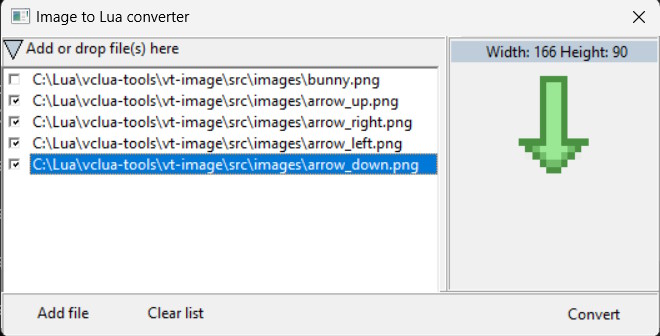 Image to Lua converter
Add or drop file(s) here
Width: 166 Height: 90
C:\Lua\vclua-tools\vt-image\src\images\bunny.png
C:\Lua\vclua-tools\vt-image\src\images\arrow_up.png
C:\Lua\vclua-tools\vt-image\src\images\arrow_right.png
C:\Lua\vclua-tools\vt-image\src\images\arrow_left.png
C:\Lua\vclua-tools\vt-image\src\images\arrow_down.png
Add file
Clear list
Convert